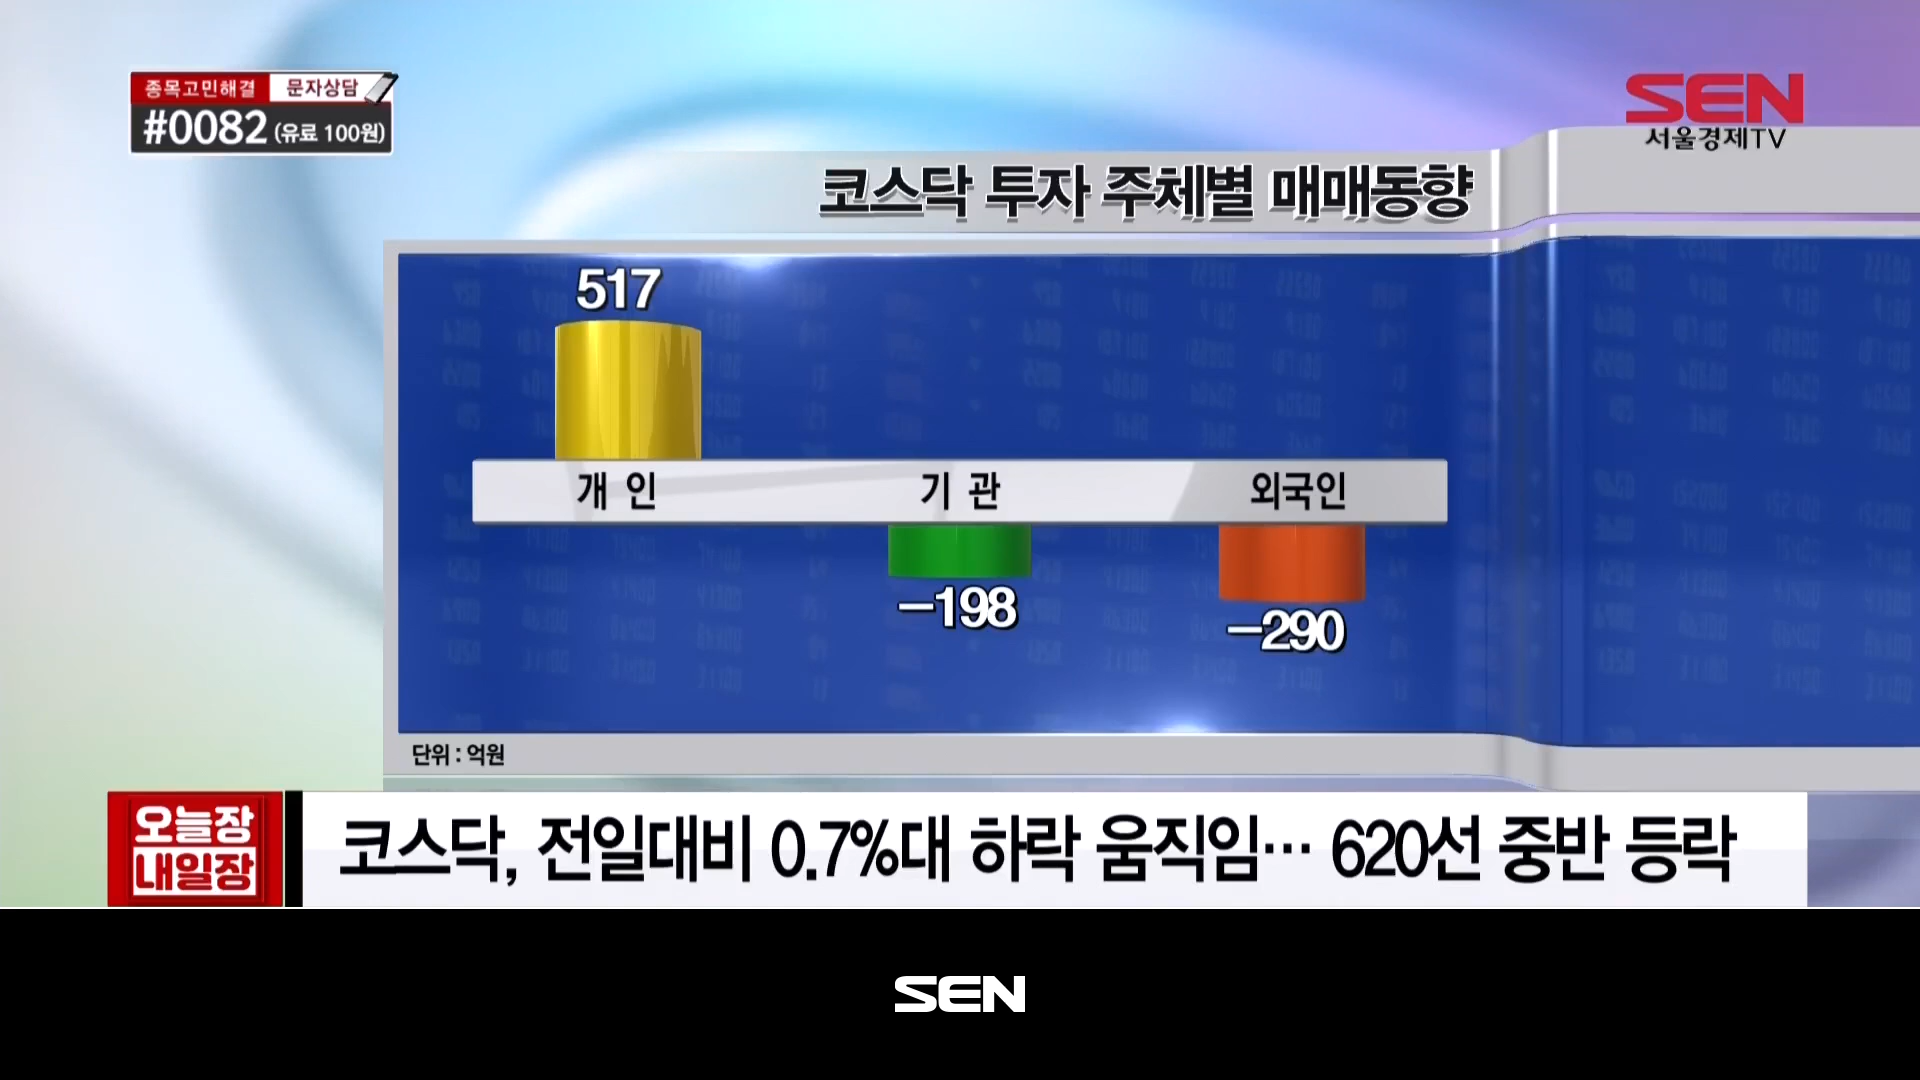 종목고민해결 문자상담
#0082 (유료 100원)
SEN
서울경제TV
코스닥 투자 주체별 매매동향
517
개인 기관 외국인
-198
-290
단위 : 억원
오늘장
내일장
코스닥, 전일대비 0.7%대 하락 움직임… 620선 중반 등락
SEN